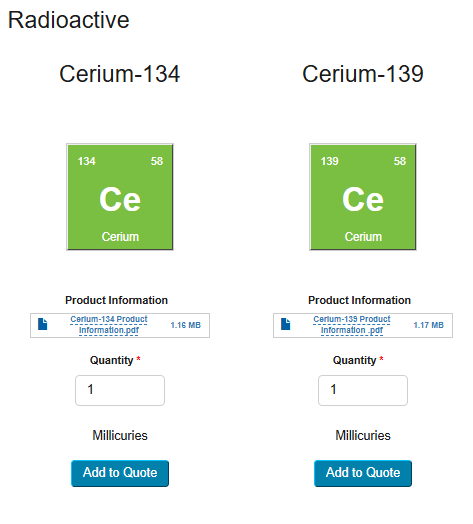 Radioactive
Cerium-134
Cerium-139
134 58
Ce
Cerium
139 58
Ce
Cerium
Product Information
Cerium-134 Product
Information.pdf
1.16 MB
Product Information
Cerium-139 Product
Information .pdf
1.17 MB
Quantity *
1
Millicuries
Add to Quote
Quantity *
1
Millicuries
Add to Quote